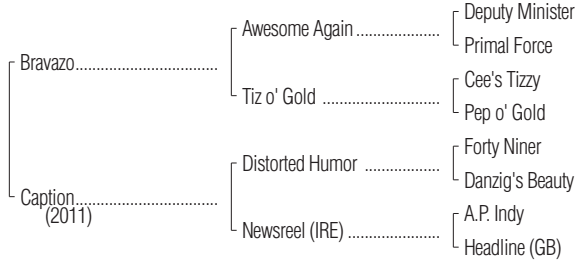 Deputy Minister
Awesome Again ....................
Primal Force
Bravazo..................................
Cee's Tizzy
Tiz o' Gold ............................
Pep o' Gold
Forty Niner
Distorted Humor ..................
Danzig's Beauty
Caption..................................
(2011)
A.P. Indy
Newsreel (IRE) ......................
Headline (GB)